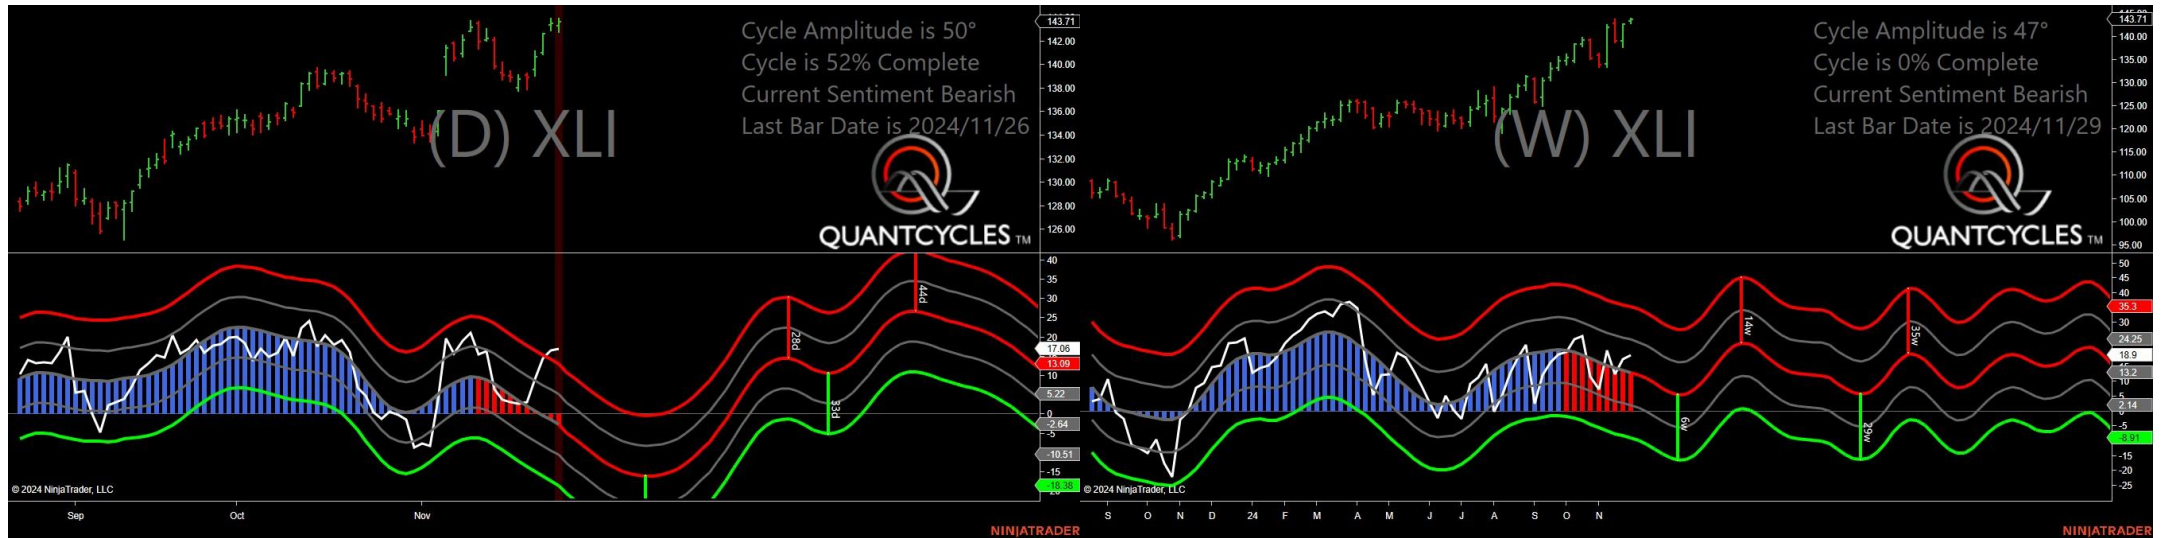 Cycle Amplitude is 50°
Cycle is 52% Complete
Current Sentiment Bearish
Last Bar Date is 2024/11/26
(D) XLI
QUANTCYCLES TM
143.71
142.00
140.00
138.00
136.00
134.00
132.00
130.00
128.00
126.00
40
35
30
25
20
17.06
13.09
10
5.22
0
-2.64
-5
-10.51
-15
-18.38
28d
33d
44d
© 2024 NinjaTrader, LLC
Sep Oct Nov
NINJATRADER
Cycle Amplitude is 47°
Cycle is 0% Complete
Current Sentiment Bearish
Last Bar Date is 2024/11/29
(W) XLI
QUANTCYCLES TM
143.71
140.00
135.00
130.00
125.00
120.00
115.00
110.00
105.00
100.00
95.00
50
45
40
35.3
30
24.25
18.9
13.2
2.14
-5
-8.91
-15
-20
-25
6w
14w
29w
35w
© 2024 NinjaTrader, LLC
S O N D 24 F M A M J J A S O N
NINJATRADER